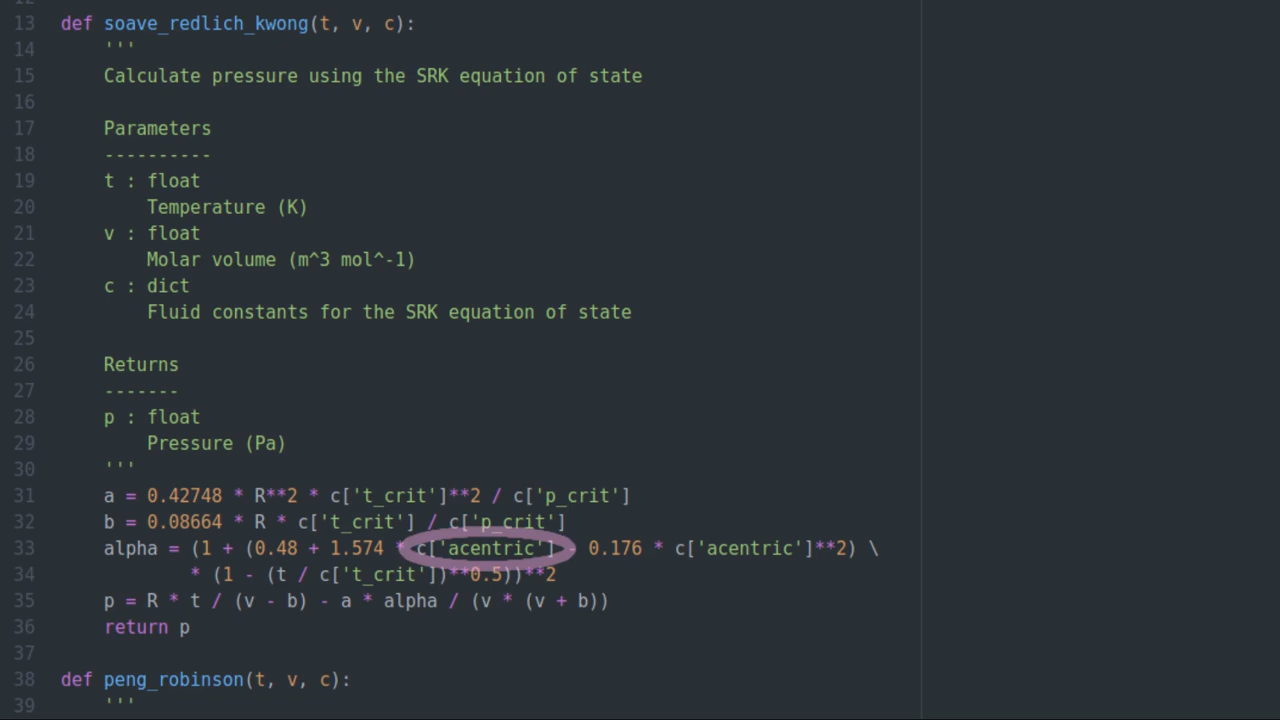 13 def soave_redlich_kwong(t, v, c):
14     '''
15     Calculate pressure using the SRK equation of state
16
17     Parameters
18     ----------
19     t : float
20         Temperature (K)
21     v : float
22         Molar volume (m^3 mol^-1)
23     c : dict
24         Fluid constants for the SRK equation of state
25
26     Returns
27     -------
28     p : float
29         Pressure (Pa)
30     '''
31     a = 0.42748 * R**2 * c['t_crit']**2 / c['p_crit']
32     b = 0.08664 * R * c['t_crit'] / c['p_crit']
33     alpha = (1 + (0.48 + 1.574 * c['acentric'] - 0.176 * c['acentric']**2) \
34             * (1 - (t / c['t_crit'])**0.5))**2
35     p = R * t / (v - b) - a * alpha / (v * (v + b))
36     return p
37
38 def peng_robinson(t, v, c):
39     '''